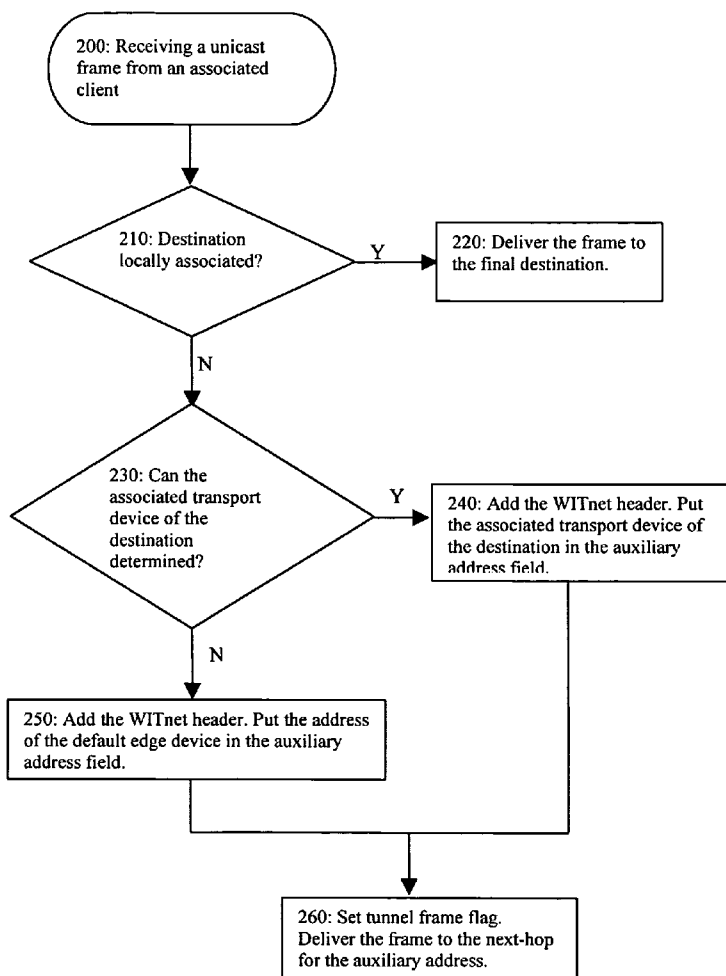 200: Receiving a unicast
frame from an associated
client
210: Destination
locally associated?
Y
220: Deliver the frame to
the final destination.
N
230: Can the
associated transport
device of the
destination
determined?
Y
240: Add the WITnet header. Put
the associated transport device of
the destination in the auxiliary
address field.
N
250: Add the WITnet header. Put the address
of the default edge device in the auxiliary
address field.
260: Set tunnel frame flag.
Deliver the frame to the next-hop
for the auxiliary address.